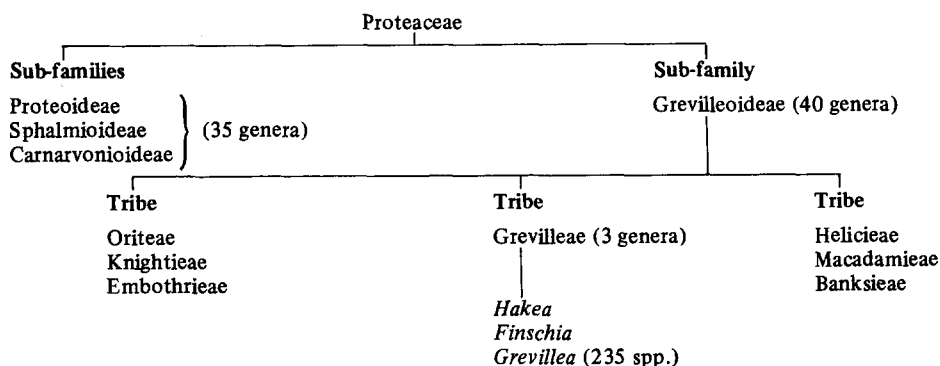 Proteaceae
Sub-families
Proteoideae
Sphalmioideae
Carnarvonioideae
(35 genera)
Sub-family
Grevilleoideae (40 genera)
Tribe
Oriteae
Knightieae
Embothrieae
Tribe
Grevilleae (3 genera)
Hakea
Finschia
Grevillea (235 spp.)
Tribe
Helicieae
Macadamieae
Banksieae